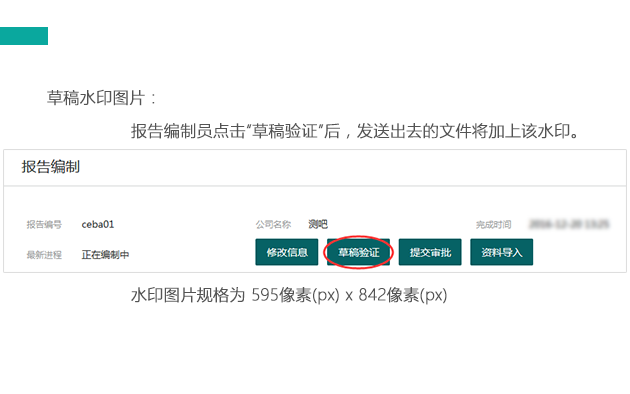 草稿水印图片：
报告编制员点击“草稿验证”后，发送出去的文件将加上该水印。
报告编制
报告编号 ceba01 公司名称 测吧 完成时间
最新进程 正在编制中 修改信息 草稿验证 提交审批 资料导入
水印图片规格为 595像素(px) x 842像素(px)